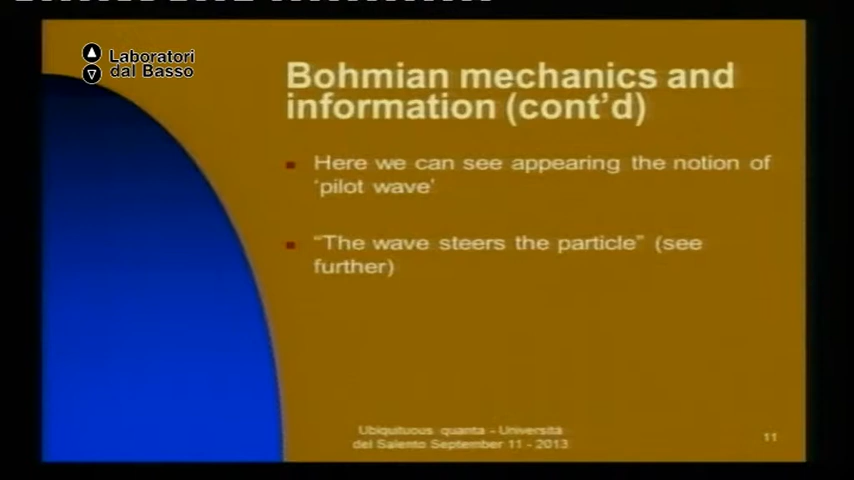 Laboratori
dal Basso
Bohmian mechanics and
information (cont'd)
Here we can see appearing the notion of
'pilot wave'
"The wave steers the particle" (see
further)
Ubiquituous quanta - Università
del Salento September 11 - 2013
11